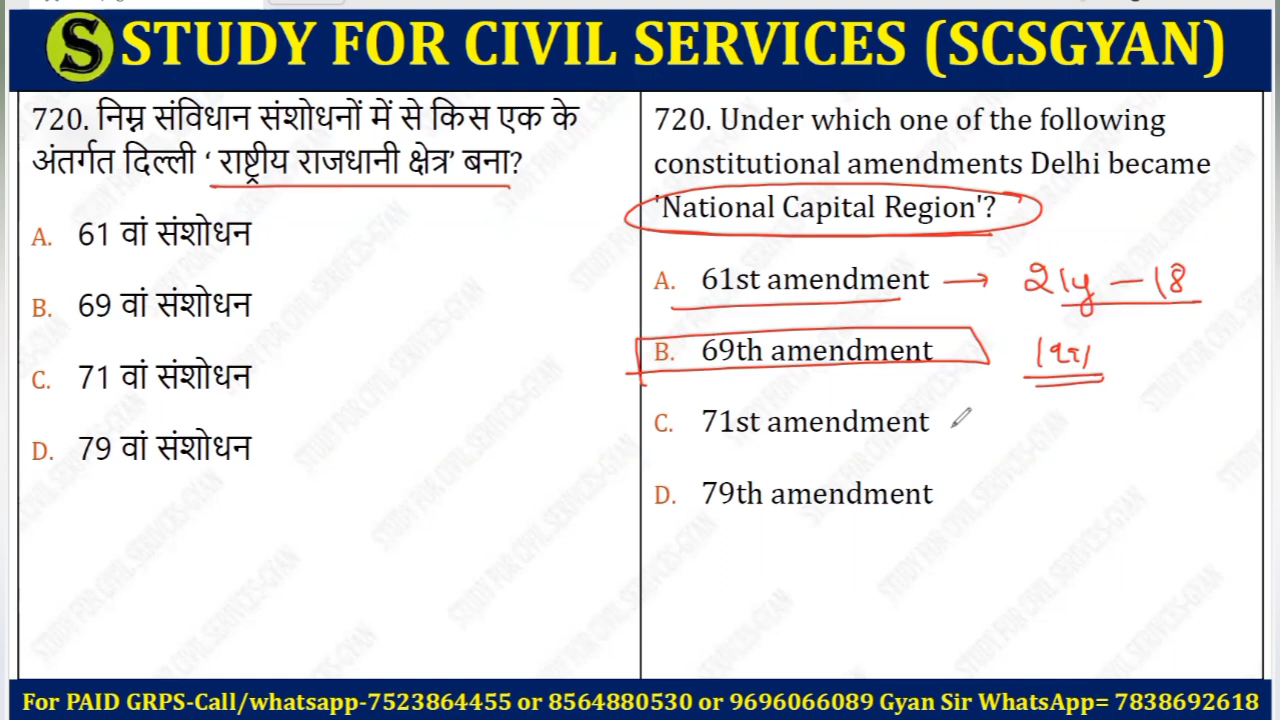 STUDY FOR CIVIL SERVICES (SCSGYAN)
720. निम्न संविधान संशोधनों में से किस एक के
अंतर्गत दिल्ली ‘ राष्ट्रीय राजधानी क्षेत्र’ बना?
A. 61 वां संशोधन
B. 69 वां संशोधन
C. 71 वां संशोधन
D. 79 वां संशोधन
720. Under which one of the following
constitutional amendments Delhi became
'National Capital Region'?
A. 61st amendment → 21y – 18
B. 69th amendment 1991
C. 71st amendment
D. 79th amendment
For PAID GRPS-Call/whatsapp-7523864455 or 8564880530 or 9696066089 Gyan Sir WhatsApp= 7838692618